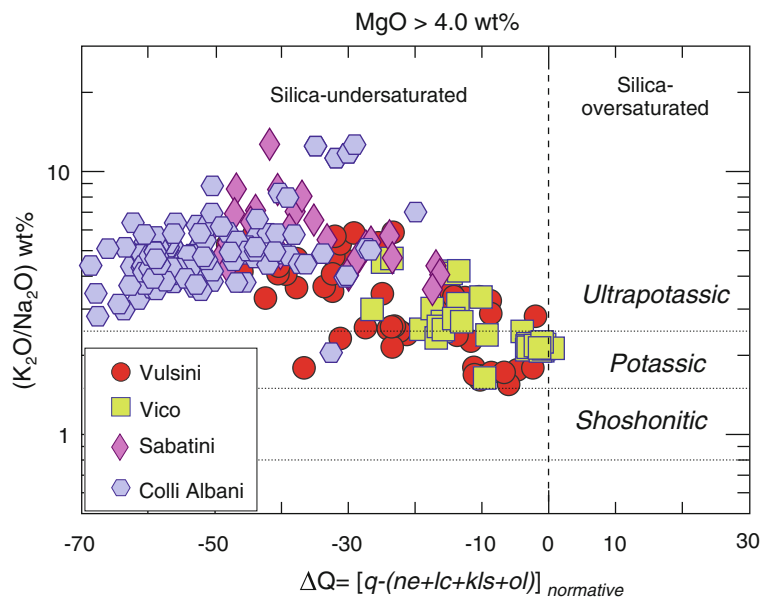 MgO > 4.0 wt%
Silica-undersaturated
Silica-
oversaturated
10
1
(K₂O/Na₂O) wt%
Ultrapotassic
Potassic
Shoshonitic
Vulsini
Vico
Sabatini
Colli Albani
-70 -50 -30 -20 -10 0 10 30
ΔQ= [q-(ne+lc+kls+ol)] normative